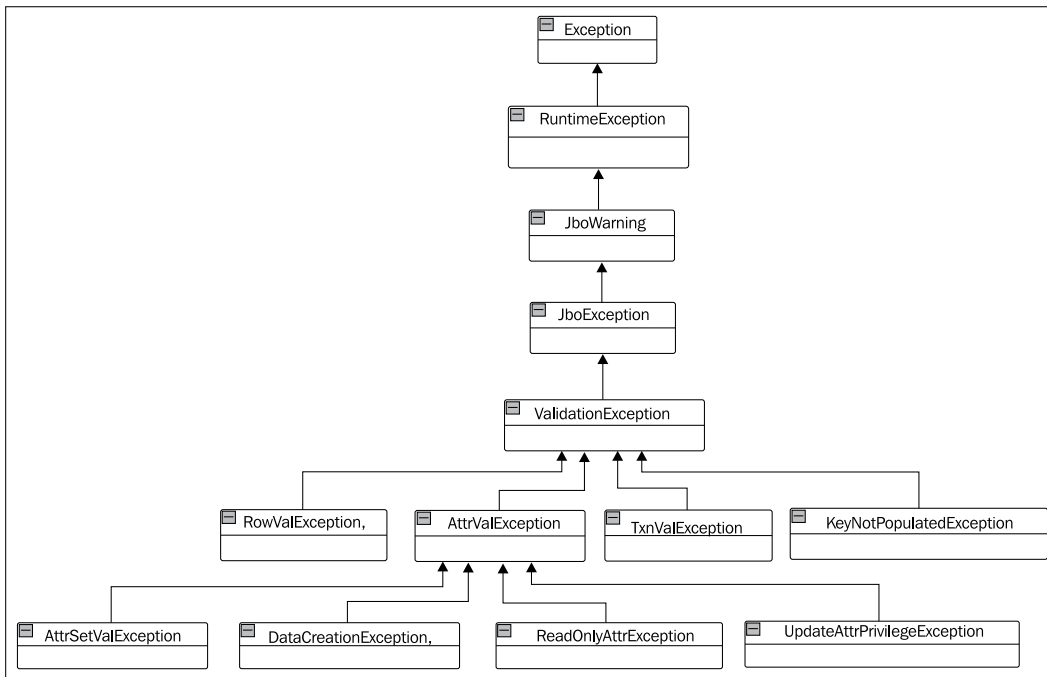 Exception
RuntimeException
JboWarning
JboException
ValidationException
RowValException,
AttrValException
TxnValException
KeyNotPopulatedException
AttrSetValException
DataCreationException,
ReadOnlyAttrException
UpdateAttrPrivilegeException